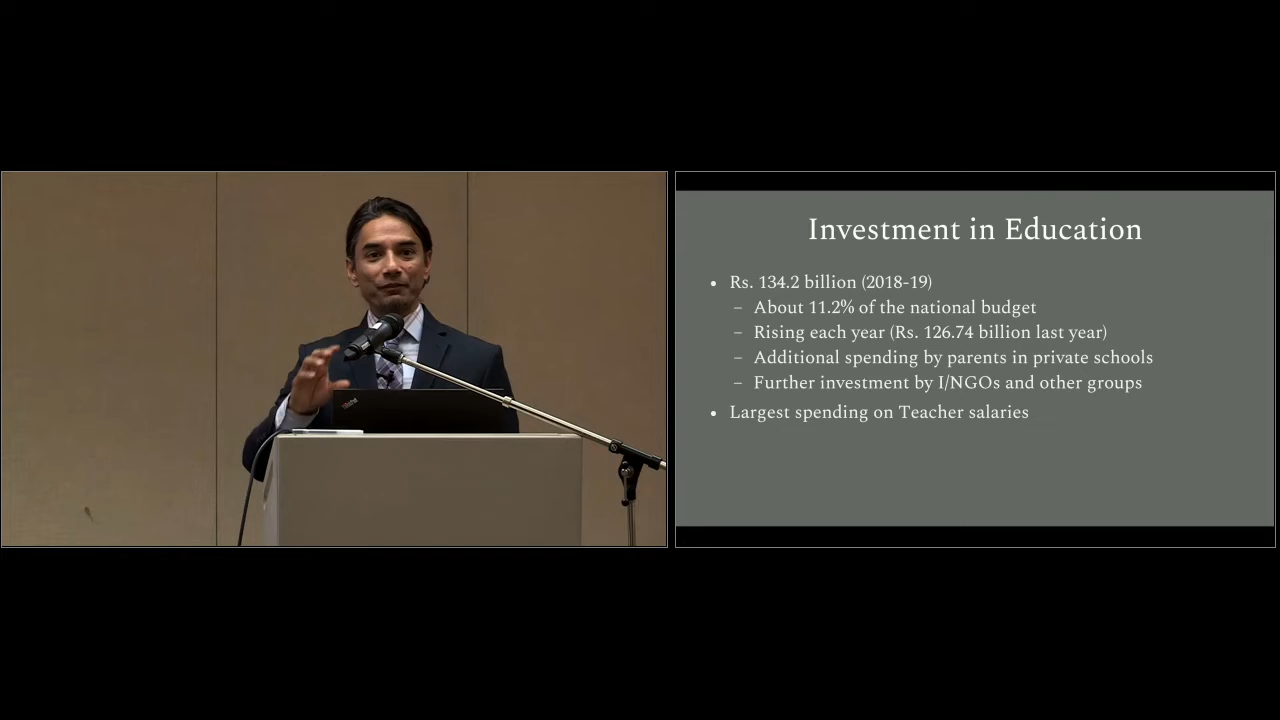 Investment in Education
• Rs. 134.2 billion (2018-19)
– About 11.2% of the national budget
– Rising each year (Rs. 126.74 billion last year)
– Additional spending by parents in private schools
– Further investment by I/NGOs and other groups
• Largest spending on Teacher salaries